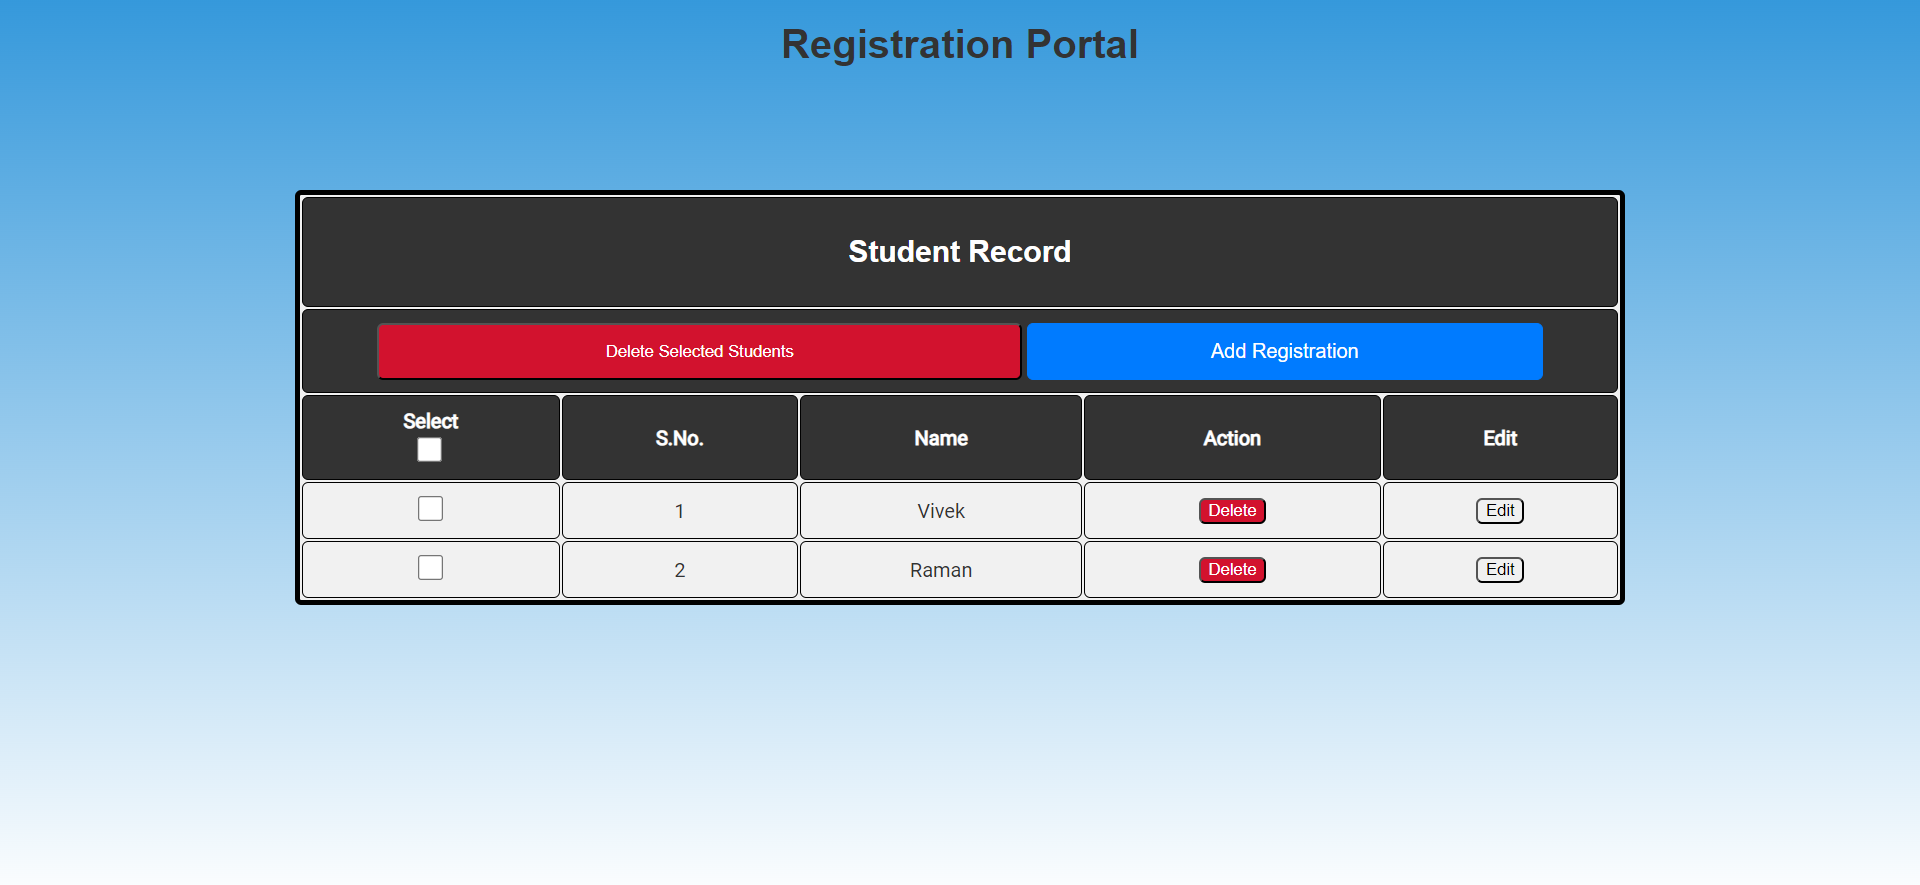 Registration Portal
Student Record
Delete Selected Students Add Registration
Select S.No. Name Action Edit
1 Vivek Delete Edit
2 Raman Delete Edit